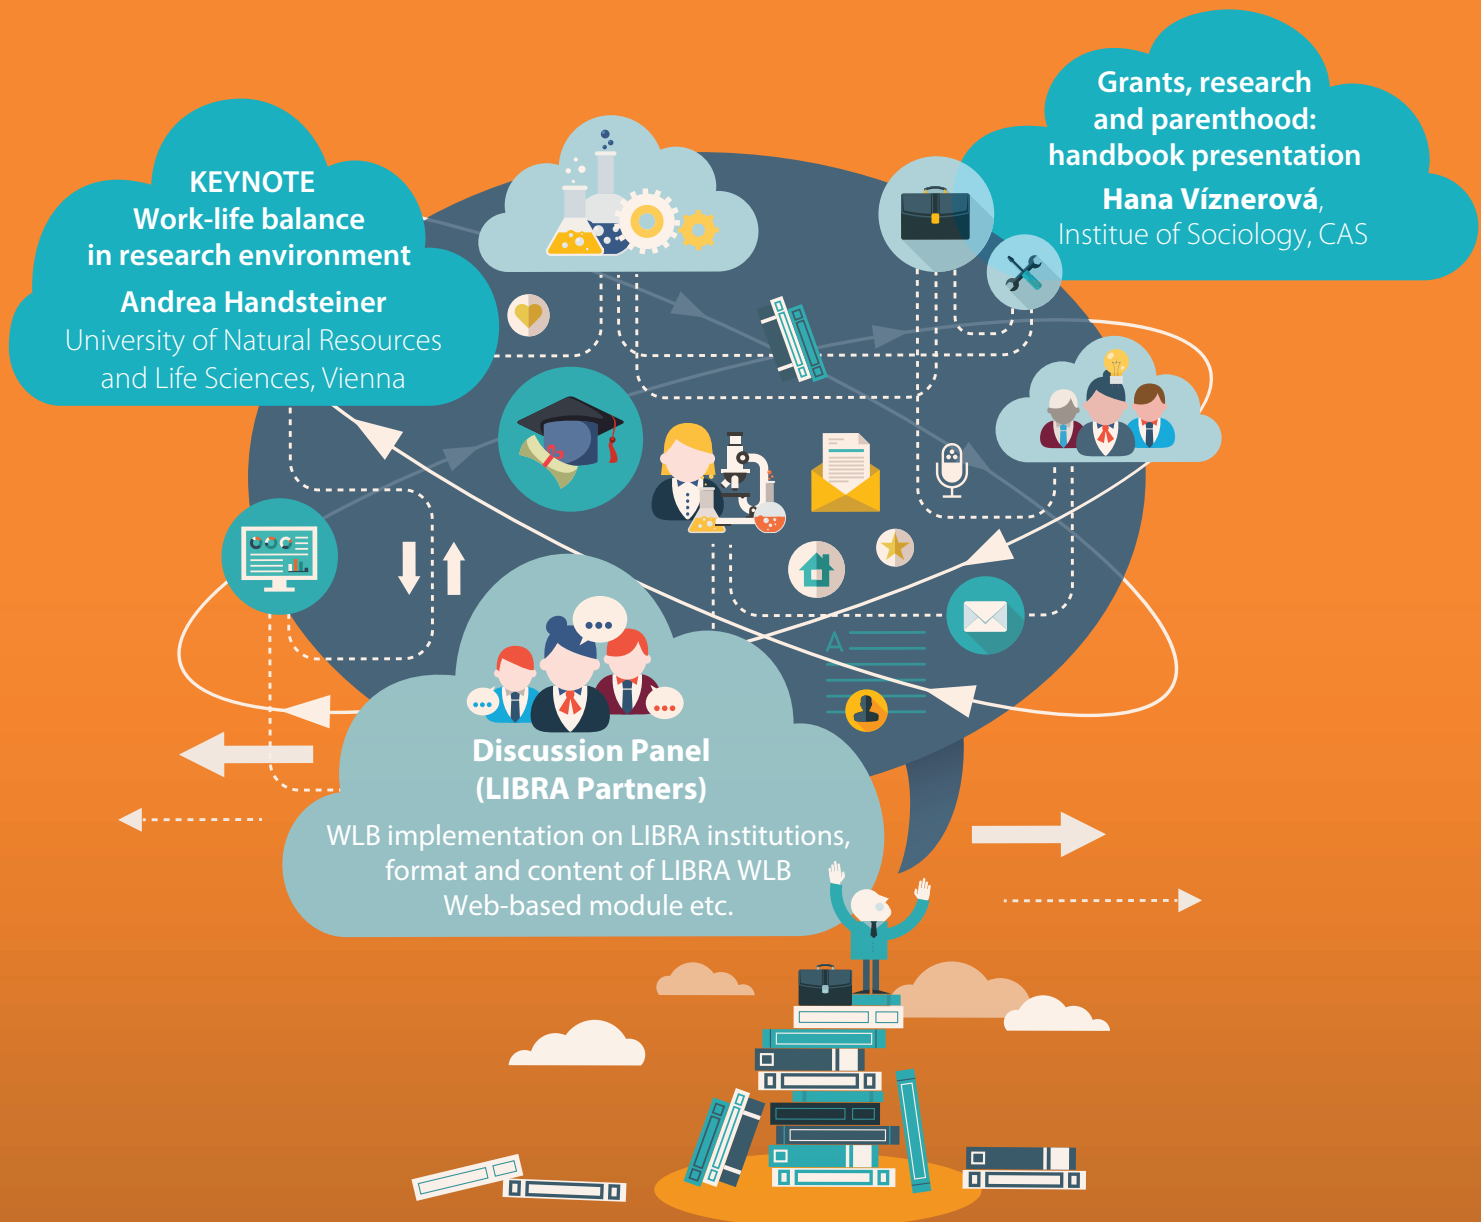 KEYNOTE
Work-life balance
in research environment
Andrea Handsteiner
University of Natural Resources
and Life Sciences, Vienna
Grants, research
and parenthood:
handbook presentation
Hana Víznerová,
Institue of Sociology, CAS
A
Discussion Panel
(LIBRA Partners)
WLB implementation on LIBRA institutions,
format and content of LIBRA WLB
Web-based module etc.